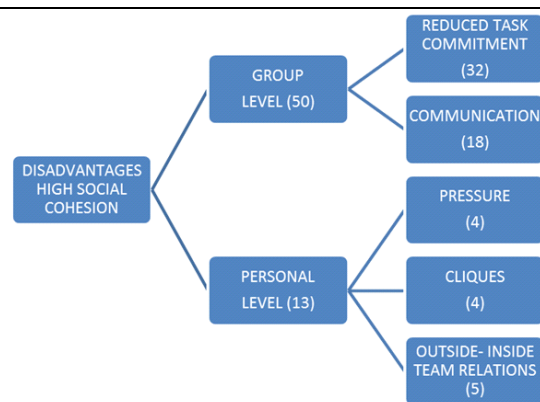 DISADVANTAGES
HIGH SOCIAL
COHESION
GROUP
LEVEL (50)
REDUCED TASK
COMMITMENT
(32)
COMMUNICATION
(18)
PERSONAL
LEVEL (13)
PRESSURE
(4)
CLIQUES
(4)
OUTSIDE- INSIDE
TEAM RELATIONS
(5)